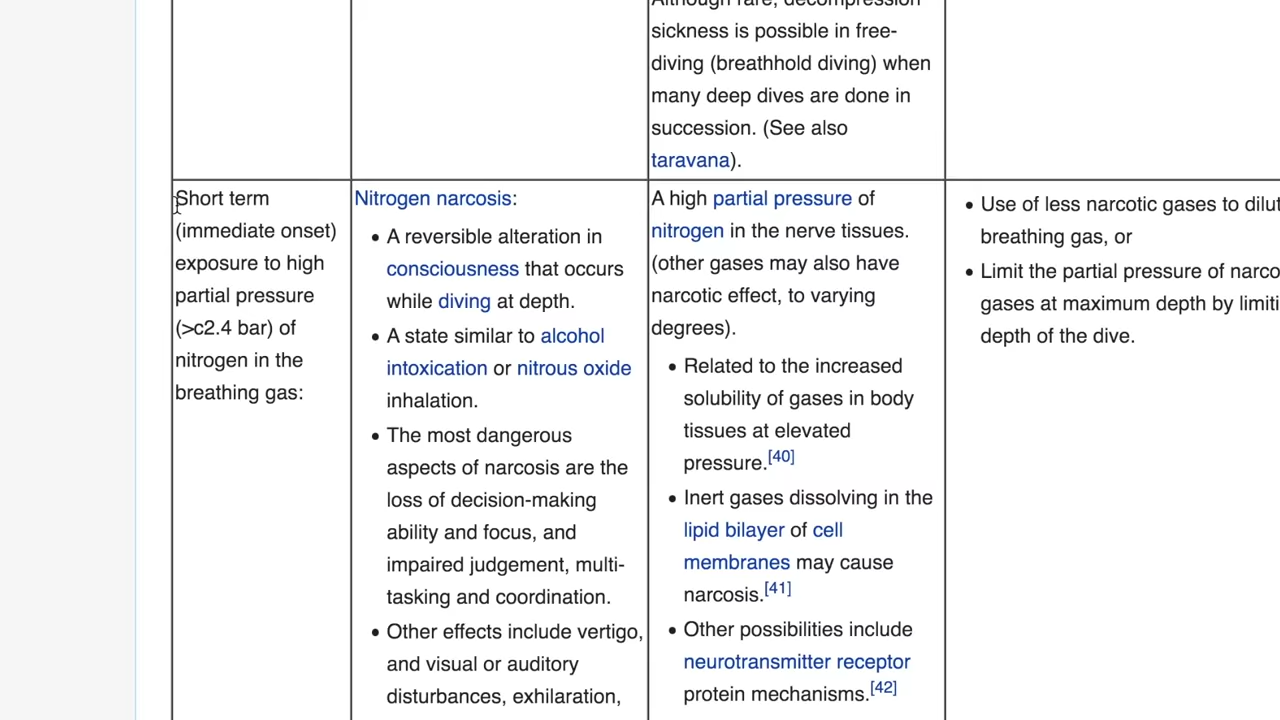 Although rare, decompression
sickness is possible in free-
diving (breathhold diving) when
many deep dives are done in
succession. (See also
taravana).
Short term
(immediate onset)
exposure to high
partial pressure
(>c2.4 bar) of
nitrogen in the
breathing gas:
Nitrogen narcosis:
• A reversible alteration in
consciousness that occurs
while diving at depth.
• A state similar to alcohol
intoxication or nitrous oxide
inhalation.
• The most dangerous
aspects of narcosis are the
loss of decision-making
ability and focus, and
impaired judgement, multi-
tasking and coordination.
• Other effects include vertigo,
and visual or auditory
disturbances, exhilaration,
A high partial pressure of
nitrogen in the nerve tissues.
(other gases may also have
narcotic effect, to varying
degrees).
• Related to the increased
solubility of gases in body
tissues at elevated
pressure.[40]
• Inert gases dissolving in the
lipid bilayer of cell
membranes may cause
narcosis.[41]
• Other possibilities include
neurotransmitter receptor
protein mechanisms.[42]
• Use of less narcotic gases to dilut
breathing gas, or
• Limit the partial pressure of narco
gases at maximum depth by limiti
depth of the dive.